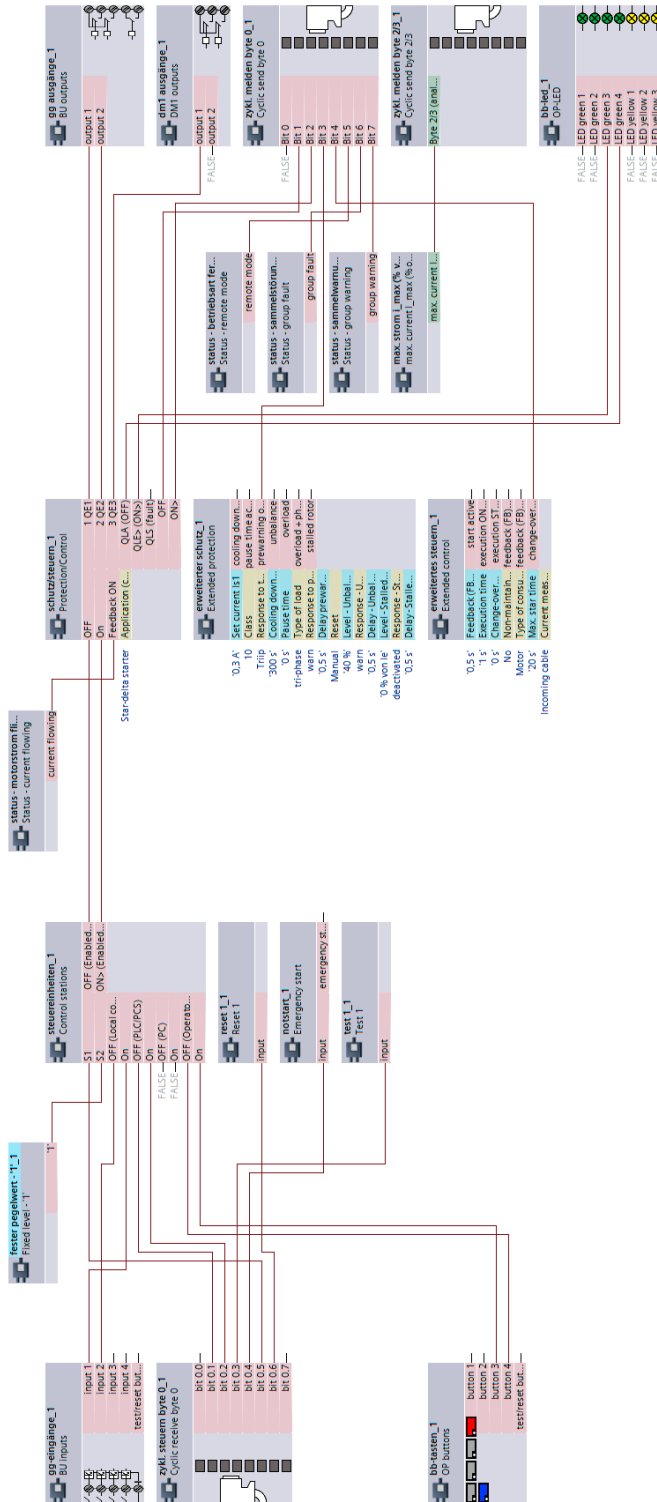 gg-eingänge_1
BU inputs
input 1
input 2
input 3
input 4
test/reset but...
zykl. steuern byte 0_1
Cyclic receive byte 0
bit 0.0
bit 0.1
bit 0.2
bit 0.3
bit 0.4
bit 0.5
bit 0.6
bit 0.7
bb-tasten_1
OP buttons
button 1
button 2
button 3
button 4
test/reset but...
fester pegelwert - '1'_1
Fixed level - '1'
'1'
steuereinheiten_1
Control stations
S1
S2
OFF (Local co...
On
OFF (PLC/PCS)
On
FALSE
OFF (PC)
FALSE
On
OFF (Operato...
On
OFF (Enabled...
ON> (Enabled...
reset 1_1
Reset 1
input
notstart_1
Emergency start
input
emergency st...
test 1_1
Test 1
input
status - motorstrom fli...
Status - current flowing
current flowing
schutz/steuern_1
Protection/Control
OFF
On
Feedback ON
Star-delta starter
Application (c...
1 QE1
2 QE2
3 QE3
QLA (OFF)
QLE> (ON>)
QLS (fault)
OFF
ON>
erweiterter schutz_1
Extended protection
'0,3 A'
Set current Is1
10
Class
Triip
Response to t...
'300 s'
Cooling down...
'0 s'
Pause time
tri-phase
Type of load
warn
Response to p...
'0,5 s'
Delay prewar...
Manual
Reset
'40 %'
Level - Unbal...
warn
Response - U...
'0,5 s'
Delay - Unbal...
'0 % von Ie'
Level - Stalled...
deactivated
Response - St...
'0,5 s'
Delay - Stalle...
cooling down...
pause time ac...
prewarning o...
unbalance
overload
overload + ph...
stalled rotor
erweitertes steuern_1
Extended control
'0,5 s'
Feedback (FB...
'1 s'
Execution time
'0 s'
Change-over...
No
Non-maintain...
Motor
Type of consu...
'20 s'
Max. star time
Incoming cable
Current meas...
start active
execution ON...
execution ST...
feedback (FB)...
feedback (FB)...
change-over...
status - betriebsart fer...
Status - remote mode
remote mode
status - sammelstörun...
Status - group fault
group fault
status - sammelwarnu...
Status - group warning
group warning
max. strom i_max (% v...
max. current I_max (% o...
max. current I...
gg ausgänge_1
BU outputs
output 1
output 2
dm1 ausgänge_1
DM1 outputs
output 1
FALSE
output 2
zykl. melden byte 0_1
Cyclic send byte 0
FALSE
Bit 0
Bit 1
Bit 2
Bit 3
Bit 4
Bit 5
Bit 6
Bit 7
zykl. melden byte 2/3_1
Cyclic send byte 2/3
Byte 2/3 (anal...
bb-led_1
OP-LED
FALSE
LED green 1
FALSE
LED green 2
LED green 3
LED green 4
FALSE
LED yellow 1
FALSE
LED yellow 2
FALSE
LED yellow 3